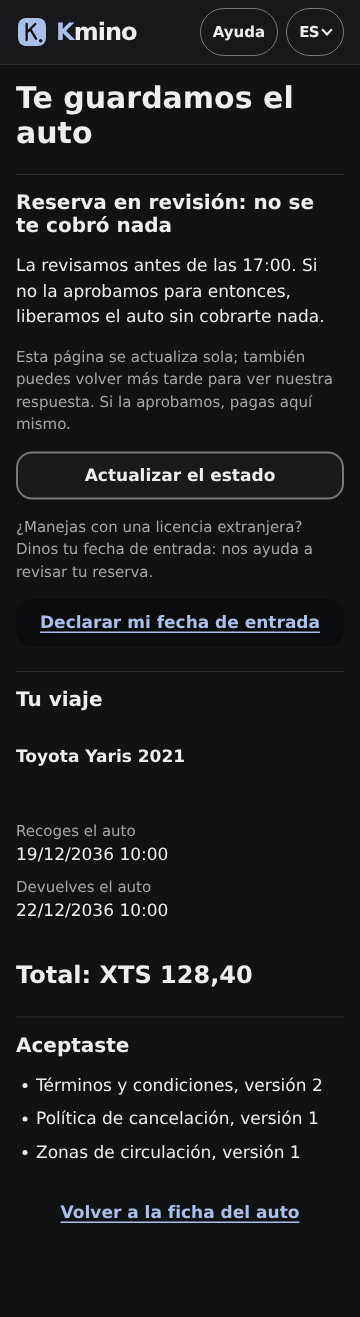 K. Kmino
Ayuda
ES
Te guardamos el
auto
Reserva en revisión: no se
te cobró nada
La revisamos antes de las 17:00. Si
no la aprobamos para entonces,
liberamos el auto sin cobrarte nada.
Esta página se actualiza sola; también
puedes volver más tarde para ver nuestra
respuesta. Si la aprobamos, pagas aquí
mismo.
Actualizar el estado
¿Manejas con una licencia extranjera?
Dinos tu fecha de entrada: nos ayuda a
revisar tu reserva.
Declarar mi fecha de entrada
Tu viaje
Toyota Yaris 2021
Recoges el auto
19/12/2036 10:00
Devuelves el auto
22/12/2036 10:00
Total: XTS 128,40
Aceptaste
• Términos y condiciones, versión 2
• Política de cancelación, versión 1
• Zonas de circulación, versión 1
Volver a la ficha del auto